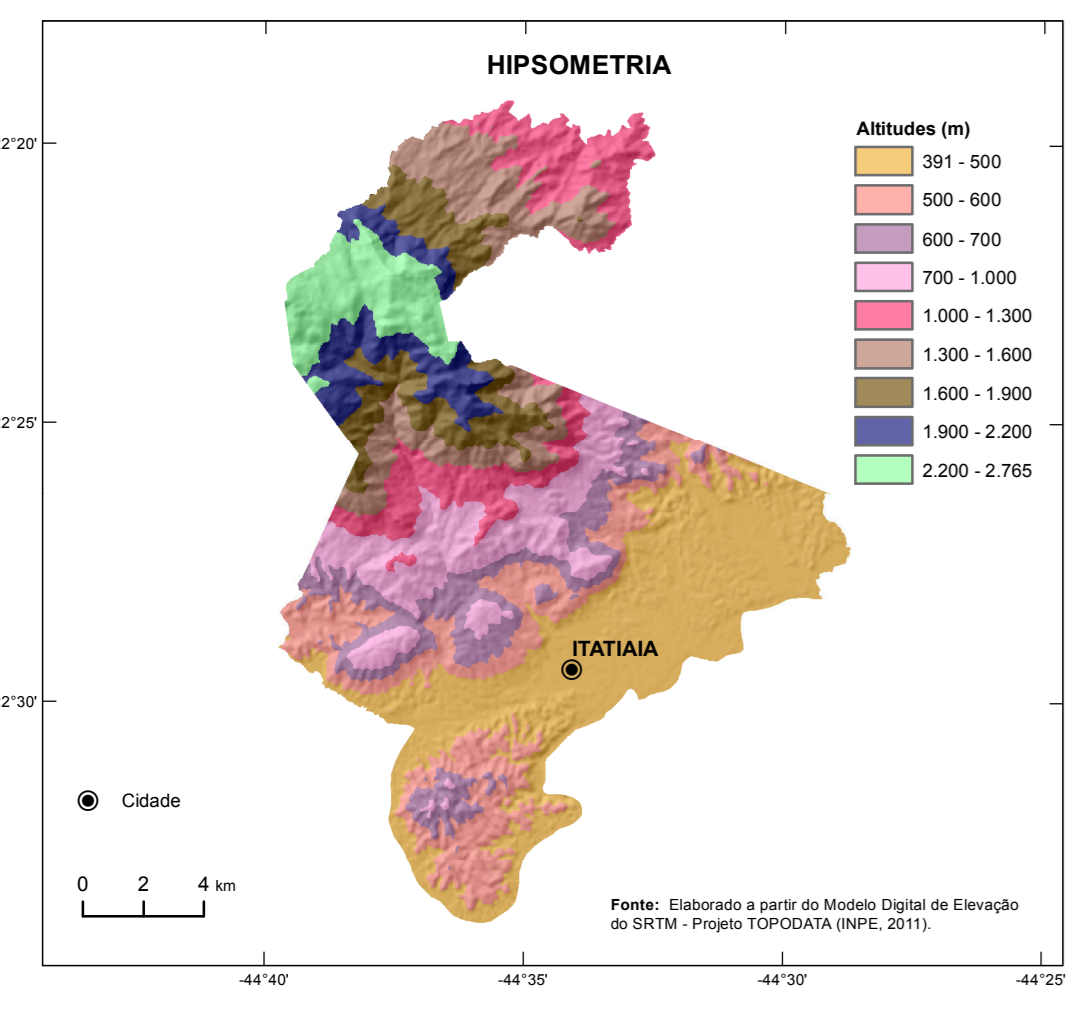 HIPSOMETRIA
Altitudes (m)
391 - 500
500 - 600
600 - 700
700 - 1.000
1.000 - 1.300
1.300 - 1.600
1.600 - 1.900
1.900 - 2.200
2.200 - 2.765
2°20'
2°25'
2°30'
ITATIAIA
Cidade
0 2 4 km
Fonte: Elaborado a partir do Modelo Digital de Elevação
do SRTM - Projeto TOPODATA (INPE, 2011).
-44°40' -44°35' -44°30' -44°25'